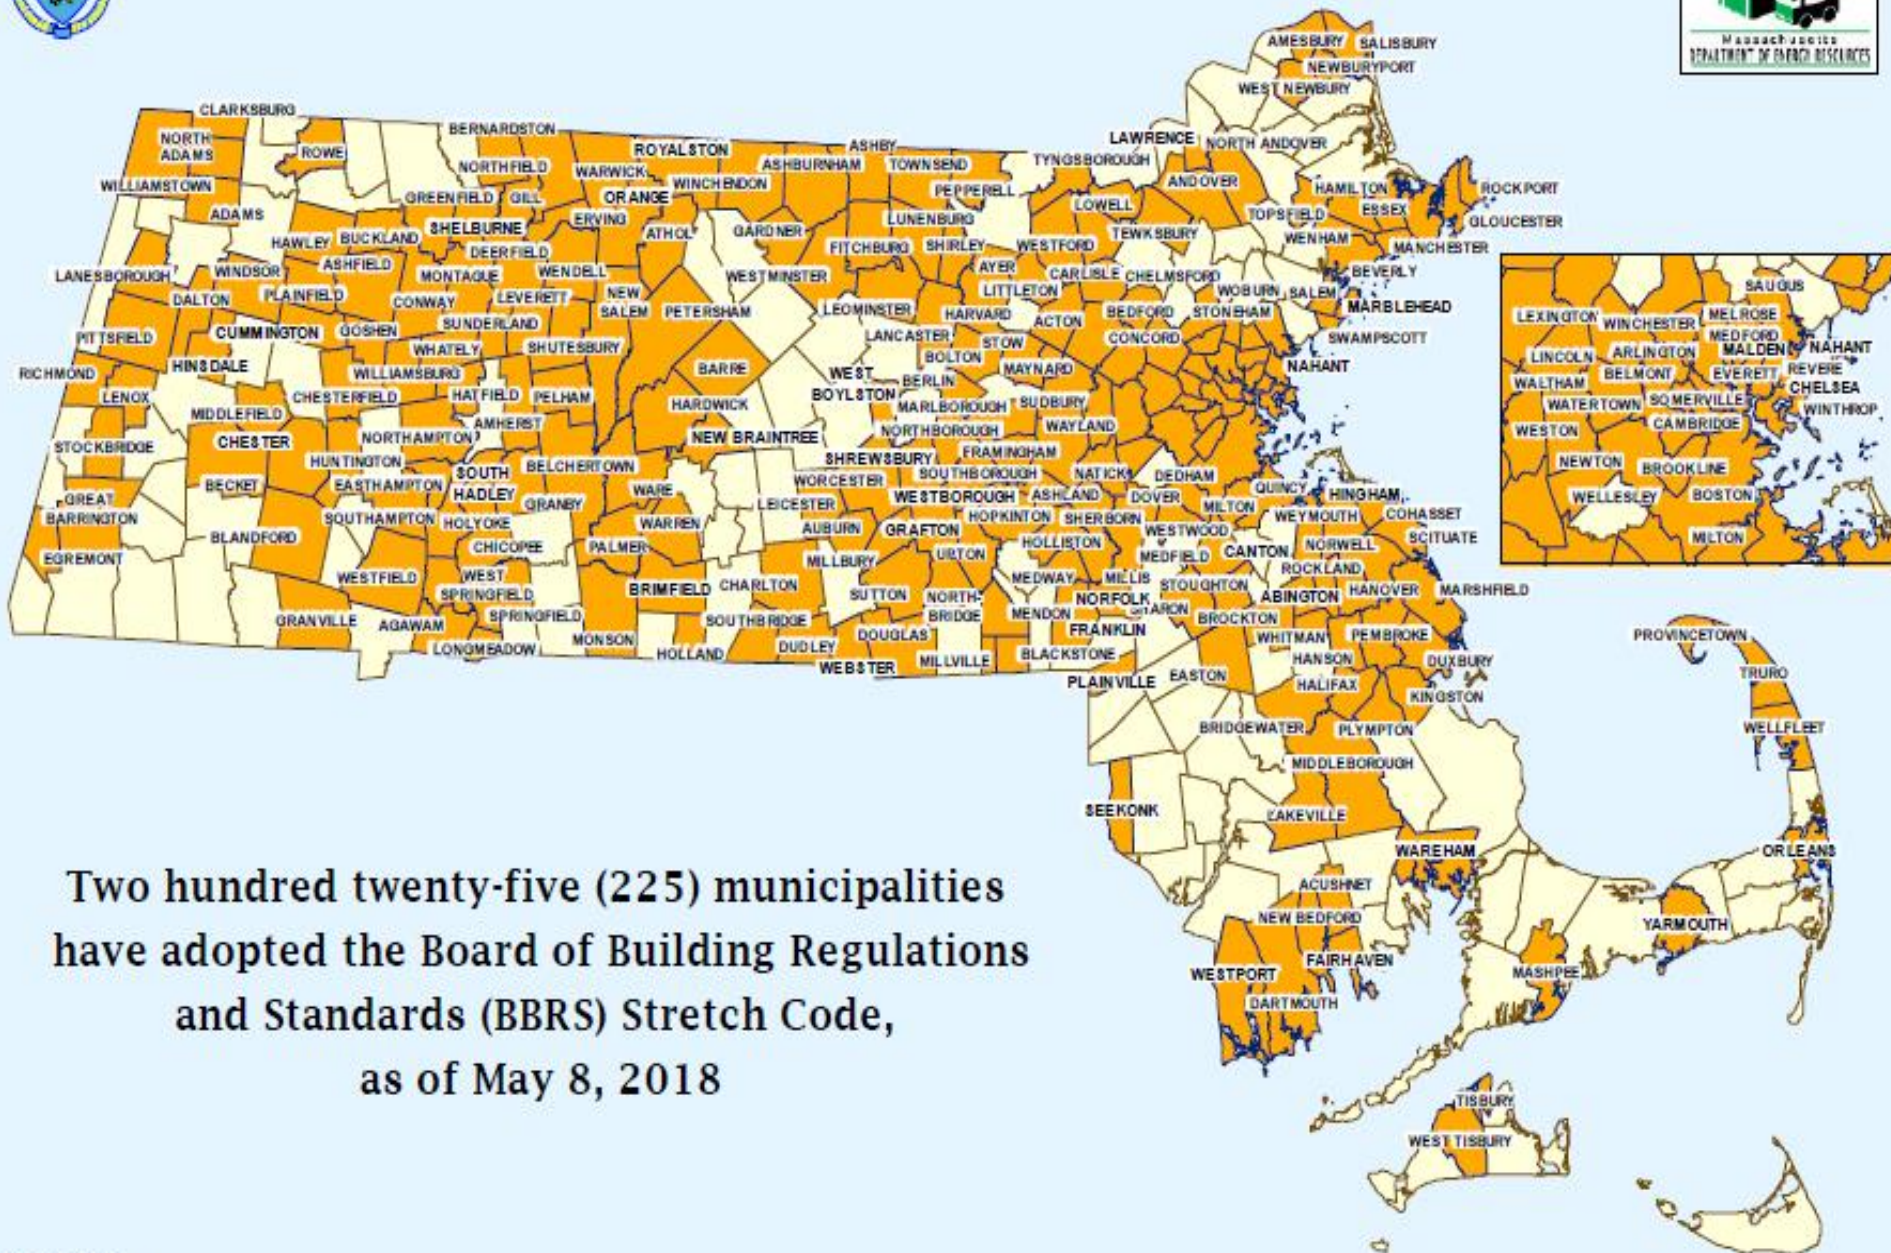 Massachusetts
DEPARTMENT OF ENERGY RESOURCES
AMESBURY
SALISBURY
NEWBURYPORT
WEST NEWBURY
CLARKSBURG
BERNARDSTON
NORTH
ADAMS
ROWE
ROYALSTON
ASHBY
LAWRENCE
NORTH ANDOVER
NORTHFIELD
WARWICK
ASHBURNHAM
TOWNSEND
TYNGSBOROUGH
WILLIAMSTOWN
WINCHENDON
PEPPERELL
ANDOVER
HAMILTON
ROCKPORT
GREENFIELD
GILL
ORANGE
LOWELL
ESSEX
ADAMS
SHELBURNE
ERVING
LUNENBURG
TOPSFIELD
GLOUCESTER
HAWLEY
BUCKLAND
ATHOL
GARDNER
TEWKSBURY
WENHAM
DEERFIELD
FITCHBURG
SHIRLEY
WESTFORD
MANCHESTER
LANESBOROUGH
WINDSOR
ASHFIELD
MONTAGUE
WENDELL
WESTMINSTER
AYER
CARLISLE
CHELMSFORD
BEVERLY
DALTON
PLAINFIELD
CONWAY
LEVERETT
NEW
SALEM
LITTLETON
WOBURN
SALEM
MARBLEHEAD
PETERSHAM
LEOMINSTER
HARVARD
ACTON
BEDFORD
STONEHAM
PITTSFIELD
CUMMINGTON
GOSHEN
SUNDERLAND
LANCASTER
STOW
CONCORD
SWAMPSCOTT
WHATELY
SHUTESBURY
BOLTON
RICHMOND
HINSDALE
WILLIAMSBURG
BARRE
WEST
BOYLSTON
BERLIN
MAYNARD
NAHANT
LENOX
CHESTERFIELD
HATFIELD
PELHAM
HARDWICK
MARLBOROUGH
SUDBURY
MIDDLEFIELD
AMHERST
STOCKBRIDGE
CHESTER
NORTHAMPTON
NEW BRAINTREE
NORTHBOROUGH
WAYLAND
HUNTINGTON
SOUTH
HADLEY
BELCHERTOWN
SHREWSBURY
FRAMINGHAM
BECKET
EASTHAMPTON
WARE
WORCESTER
SOUTHBOROUGH
NATICK
DEDHAM
GREAT
BARRINGTON
GRANBY
LEICESTER
WESTBOROUGH
ASHLAND
DOVER
QUINCY
HINGHAM
SOUTHAMPTON
HOLYOKE
WARREN
AUBURN
GRAFTON
HOPKINTON
SHERBORN
MILTON
WEYMOUTH
COHASSET
BLANDFORD
CHICOPEE
PALMER
WESTWOOD
SCITUATE
EGREMONT
MILLBURY
UPTON
HOLLISTON
MEDFIELD
CANTON
NORWELL
WESTFIELD
WEST
SPRINGFIELD
BRIMFIELD
CHARLTON
MEDWAY
MILLIS
ROCKLAND
SUTTON
NORTH-
BRIDGE
NORFOLK
STOUGHTON
ABINGTON
HANOVER
MARSHFIELD
GRANVILLE
AGAWAM
SPRINGFIELD
SOUTHBRIDGE
MENDON
SHARON
BROCKTON
LONGMEADOW
MONSON
HOLLAND
DUDLEY
DOUGLAS
FRANKLIN
WHITMAN
PEMBROKE
WEBSTER
MILLVILLE
BLACKSTONE
HANSON
DUXBURY
PLAINVILLE
EASTON
HALIFAX
KINGSTON
BRIDGEWATER
PLYMPTON
MIDDLEBOROUGH
SEEKONK
LAKEVILLE
WAREHAM
ACUSHNET
NEW BEDFORD
WESTPORT
FAIRHAVEN
DARTMOUTH
MASHPEE
YARMOUTH
ORLEANS
PROVINCETOWN
TRURO
WELLFLEET
TISBURY
WEST TISBURY
SAUGUS
LEXINGTON
WINCHESTER
MELROSE
MEDFORD
LINCOLN
ARLINGTON
MALDEN
NAHANT
WALTHAM
BELMONT
EVERETT
REVERE
CHELSEA
WATERTOWN
SOMERVILLE
WINTHROP
WESTON
CAMBRIDGE
NEWTON
BROOKLINE
WELLESLEY
BOSTON
MILTON
Two hundred twenty-five (225) municipalities
have adopted the Board of Building Regulations
and Standards (BBRS) Stretch Code,
as of May 8, 2018